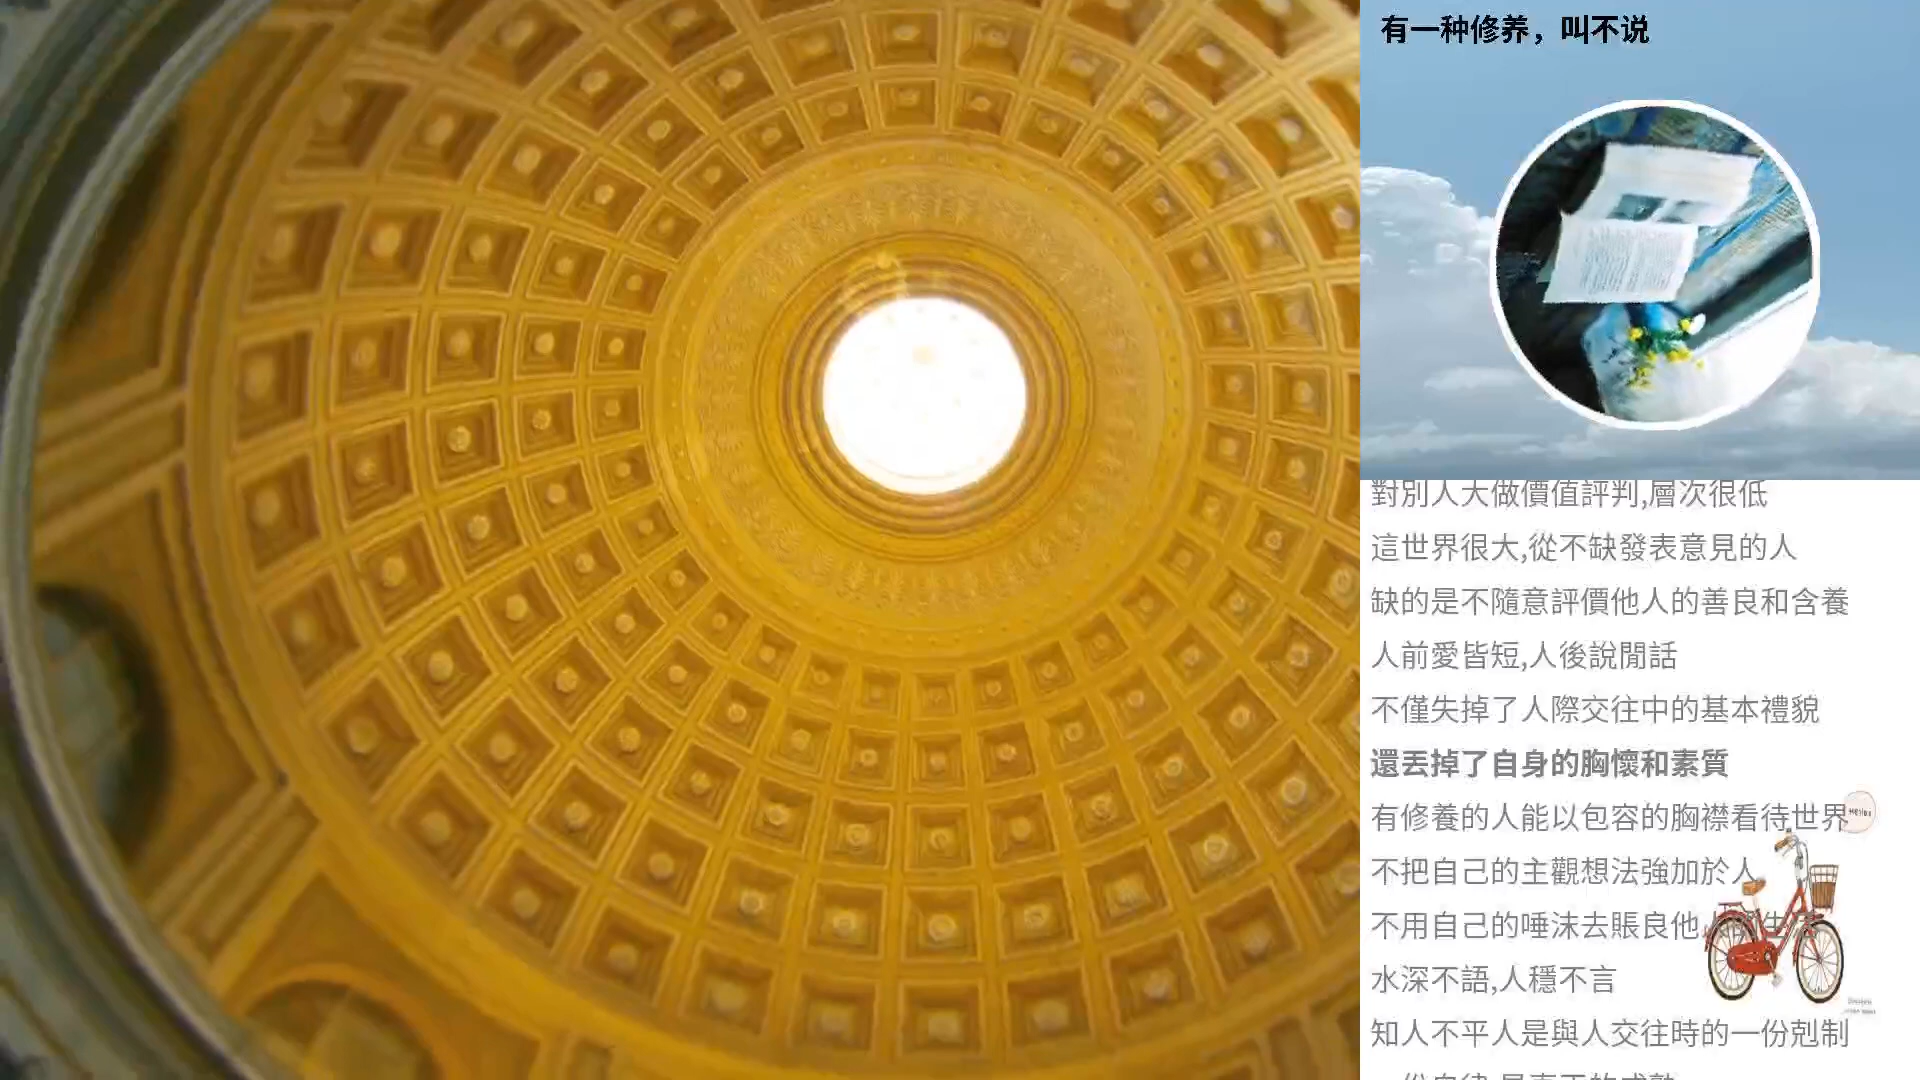 有一种修养，叫不说
對別人大做價值評判,層次很低
這世界很大,從不缺發表意見的人
缺的是不隨意評價他人的善良和含養
人前愛皆短,人後說閒話
不僅失掉了人際交往中的基本禮貌
還丟掉了自身的胸懷和素質
有修養的人能以包容的胸襟看待世界
不把自己的主觀想法強加於人
不用自己的唾沫去賬良他
水深不語,人穩不言
知人不平人是與人交往時的一份剋制